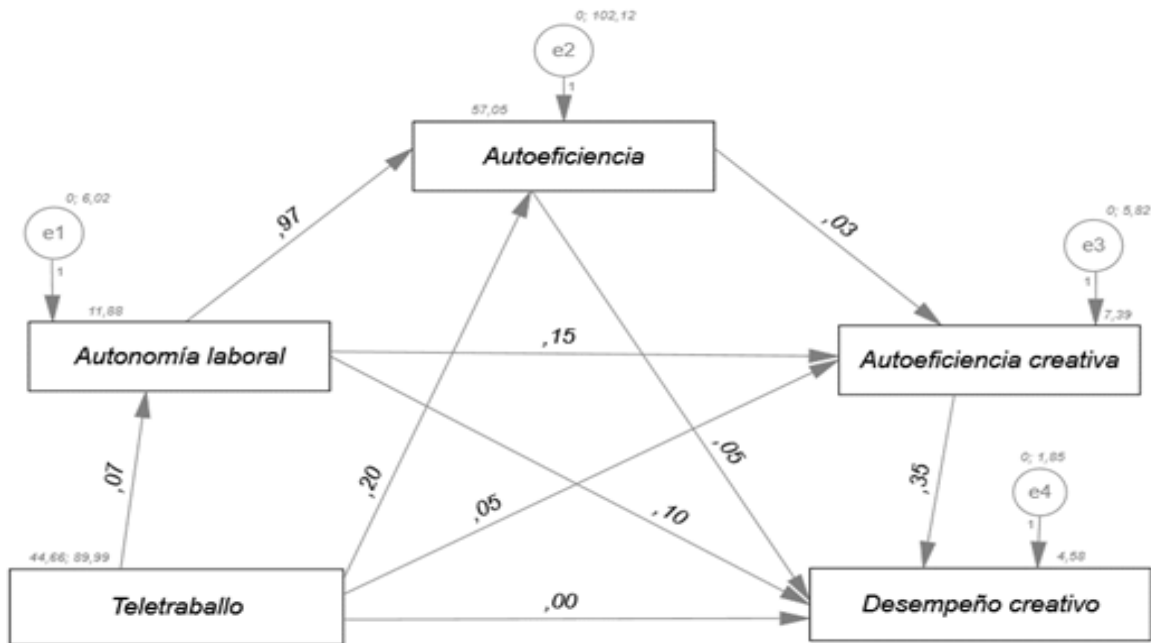 0; 102,12
e2
1
57,05
Autoeficiencia
0; 6,02
e1
1
,97
,03
0; 5,82
e3
1
11,88
7,39
Autonomía laboral
,15
Autoeficiencia creativa
,07
,20
,05
,10
,05
,35
0; 1,85
e4
1
44,66; 89,99
4,58
Teletraballo
,00
Desempeño creativo